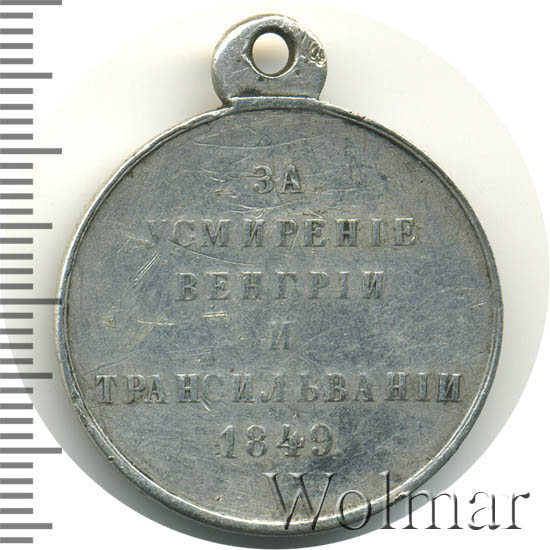 ЗА
УСМИРЕНІЕ
ВЕНГРІИ
И
ТРАНСИЛЬВАНІИ
1849.
Wolmar